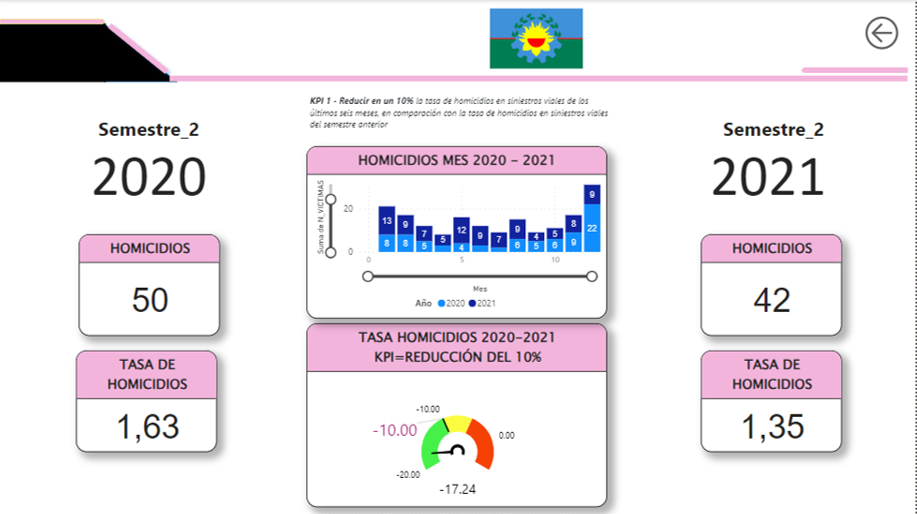 KPI 1 - Reducir en un 10% la tasa de homicidios en siniestros viales de los
últimos seis meses, en comparación con la tasa de homicidios en siniestros viales
del semestre anterior
Semestre_2
2020
HOMICIDIOS
50
TASA DE
HOMICIDIOS
1,63
HOMICIDIOS MES 2020 - 2021
Suma de N_VICTIMAS
20
0
13 9 7 5 12 9 7 9 4 5 8 9
8 8 5 4 6 5 6 9 22
0 5 10
Mes
Año 2020 2021
TASA HOMICIDIOS 2020-2021
KPI=REDUCCIÓN DEL 10%
-10.00
-10.00
0.00
-20.00
-17.24
Semestre_2
2021
HOMICIDIOS
42
TASA DE
HOMICIDIOS
1,35